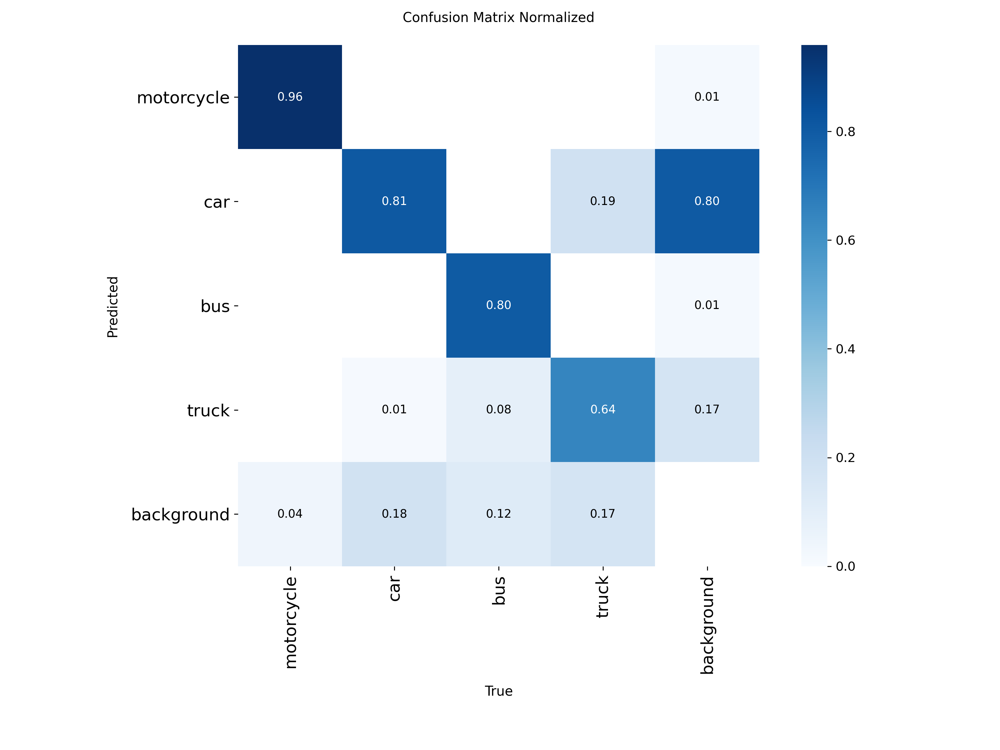 Confusion Matrix Normalized
motorcycle 0.96 0.01
0.8
car 0.81 0.19 0.80
0.6
Predicted
bus 0.80 0.01
0.4
truck 0.01 0.08 0.64 0.17
0.2
background 0.04 0.18 0.12 0.17
0.0
motorcycle car bus truck background
True